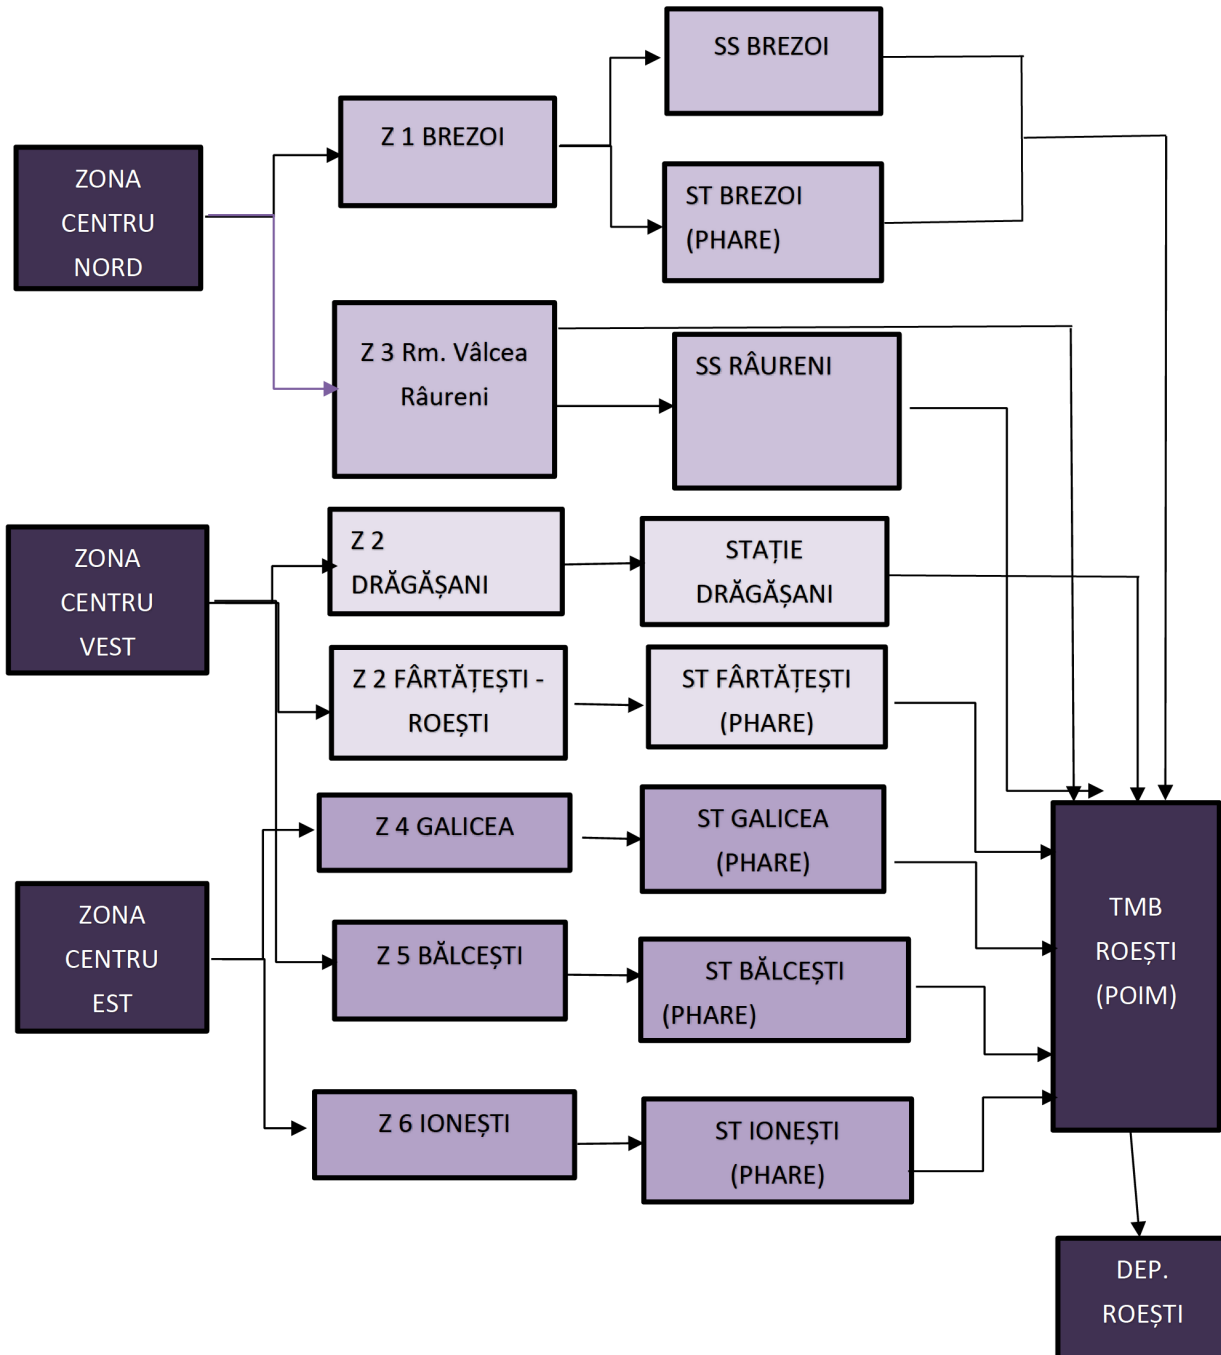 ZONA
CENTRU
NORD
Z 1 BREZOI
SS BREZOI
ST BREZOI
(PHARE)
Z 3 Rm. Vâlcea
Râureni
SS RÂURENI
ZONA
CENTRU
VEST
Z 2
DRĂGĂȘANI
STAȚIE
DRĂGĂȘANI
Z 2 FÂRTĂȚEȘTI -
ROEȘTI
ST FÂRTĂȚEȘTI
(PHARE)
Z 4 GALICEA
ST GALICEA
(PHARE)
ZONA
CENTRU
EST
Z 5 BĂLCEȘTI
ST BĂLCEȘTI
(PHARE)
Z 6 IONEȘTI
ST IONEȘTI
(PHARE)
TMB
ROEȘTI
(POIM)
DEP.
ROEȘTI